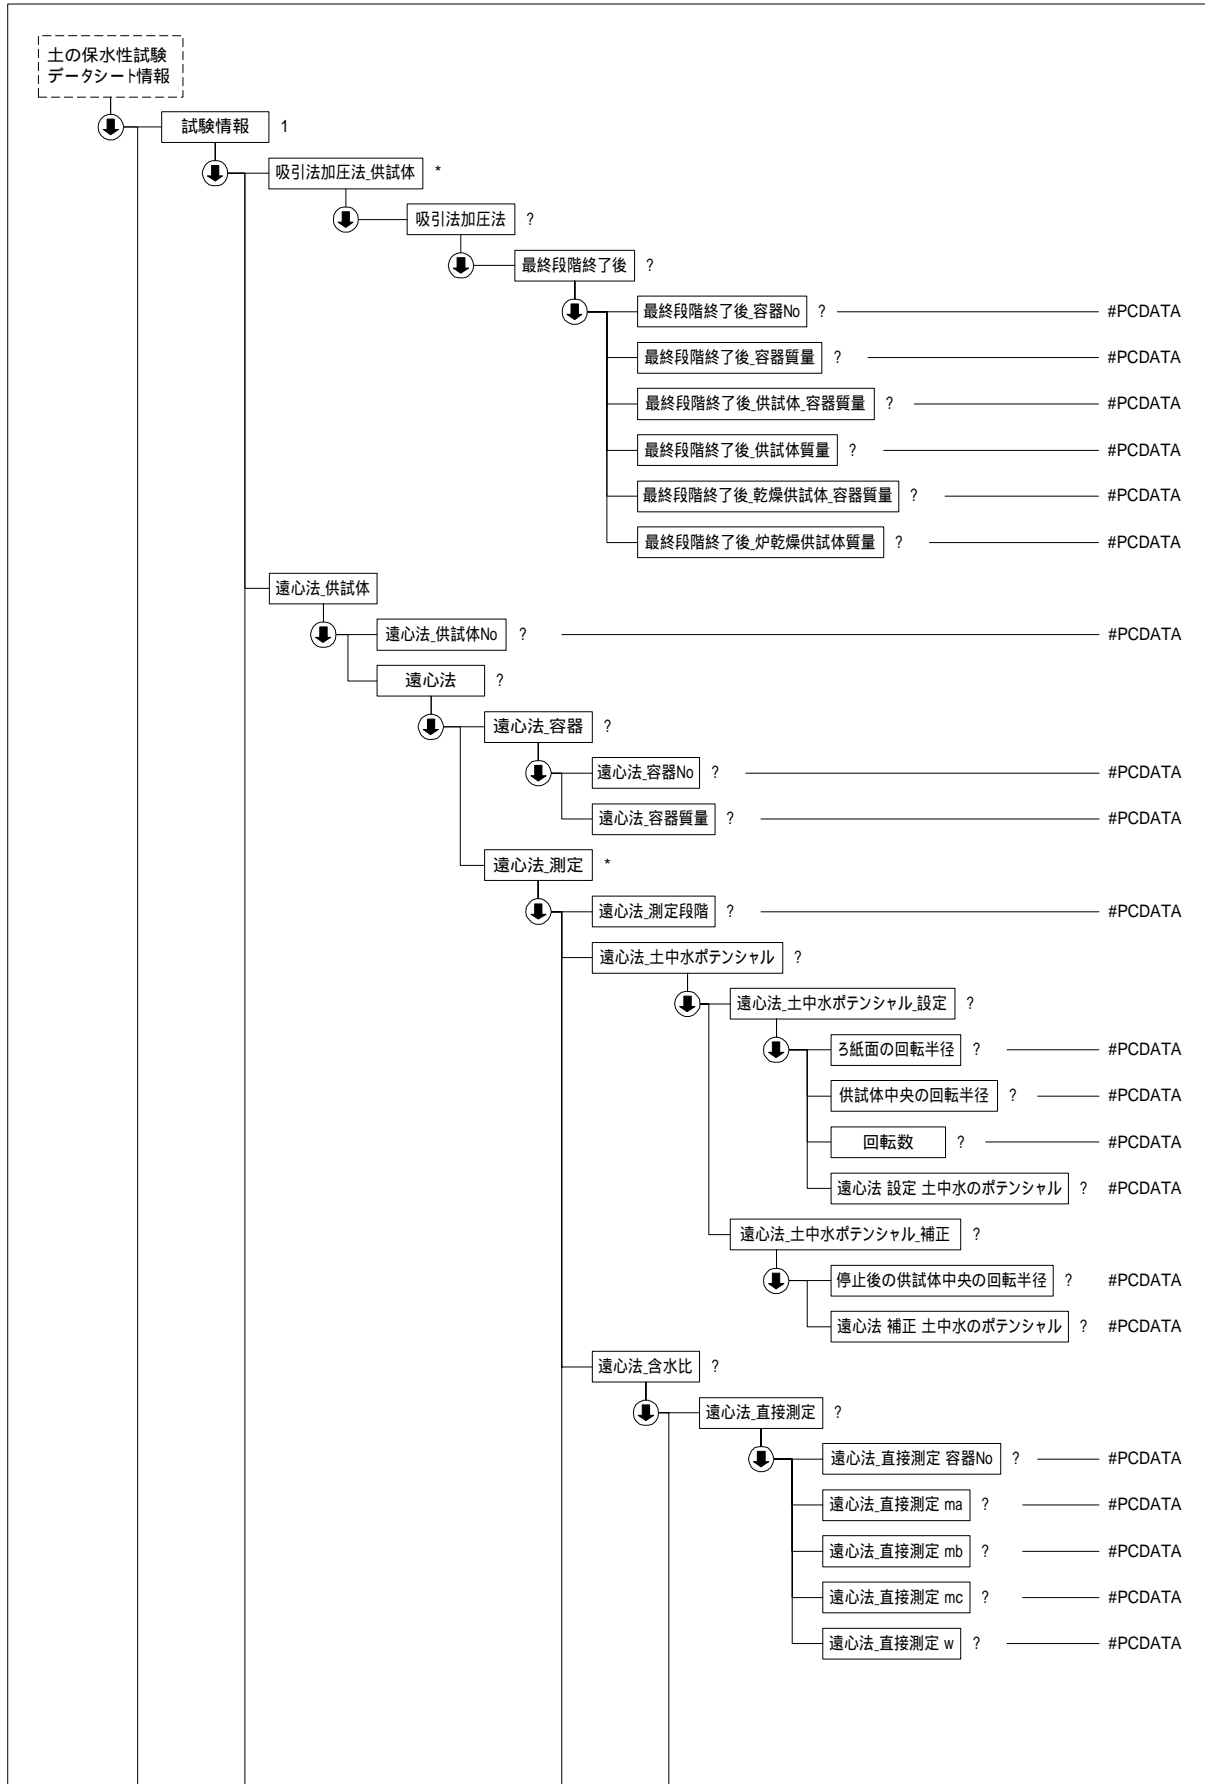 土の保水性試験
データシート情報
試験情報 1
吸引法加圧法_供試体 *
吸引法加圧法 ?
最終段階終了後 ?
最終段階終了後_容器No ? #PCDATA
最終段階終了後_容器質量 ? #PCDATA
最終段階終了後_供試体_容器質量 ? #PCDATA
最終段階終了後_供試体質量 ? #PCDATA
最終段階終了後_乾燥供試体_容器質量 ? #PCDATA
最終段階終了後_炉乾燥供試体質量 ? #PCDATA
遠心法_供試体
遠心法_供試体No ? #PCDATA
遠心法 ?
遠心法_容器 ?
遠心法_容器No ? #PCDATA
遠心法_容器質量 ? #PCDATA
遠心法_測定 *
遠心法_測定段階 ? #PCDATA
遠心法_土中水ポテンシャル ?
遠心法_土中水ポテンシャル_設定 ?
ろ紙面の回転半径 ? #PCDATA
供試体中央の回転半径 ? #PCDATA
回転数 ? #PCDATA
遠心法 設定 土中水のポテンシャル ? #PCDATA
遠心法_土中水ポテンシャル_補正 ?
停止後の供試体中央の回転半径 ? #PCDATA
遠心法 補正 土中水のポテンシャル ? #PCDATA
遠心法_含水比 ?
遠心法_直接測定 ?
遠心法_直接測定 容器No ? #PCDATA
遠心法_直接測定 ma ? #PCDATA
遠心法_直接測定 mb ? #PCDATA
遠心法_直接測定 mc ? #PCDATA
遠心法_直接測定 w ? #PCDATA